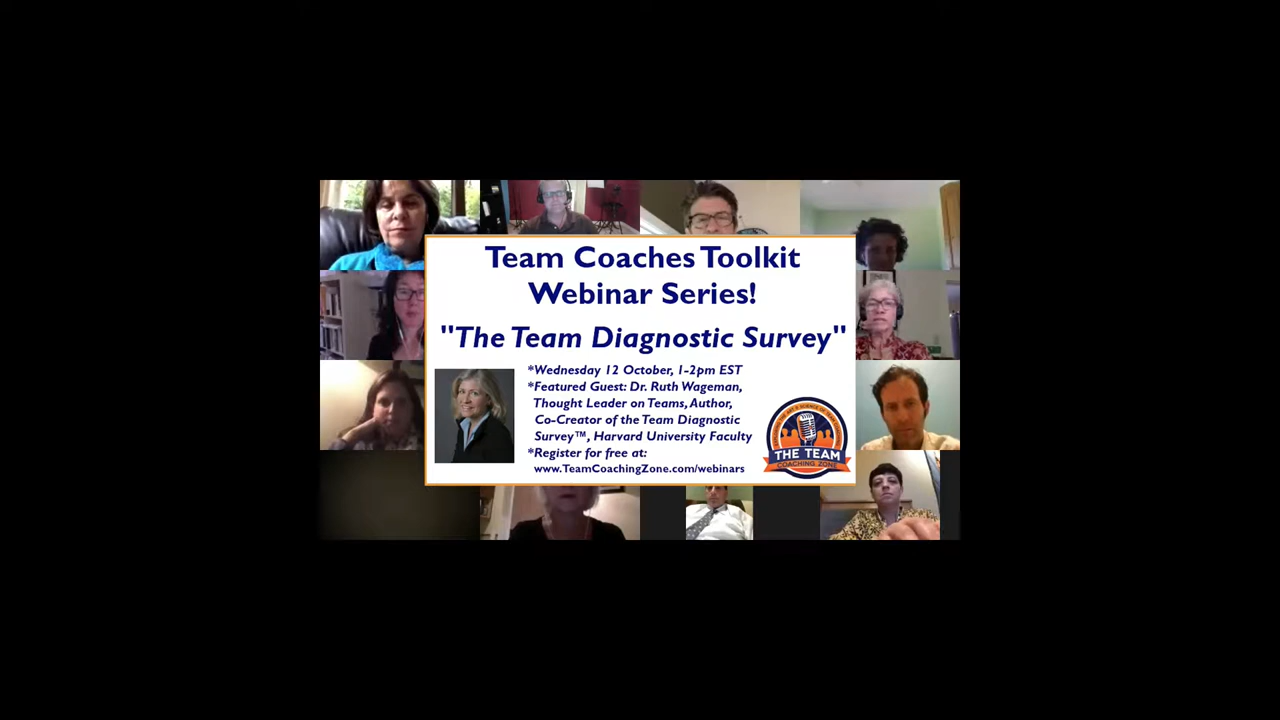 Team Coaches Toolkit
Webinar Series!
"The Team Diagnostic Survey"
*Wednesday 12 October, 1-2pm EST
*Featured Guest: Dr. Ruth Wageman,
Thought Leader on Teams, Author,
Co-Creator of the Team Diagnostic
Survey™, Harvard University Faculty
*Register for free at:
www.TeamCoachingZone.com/webinars
THE TEAM
COACHING ZONE